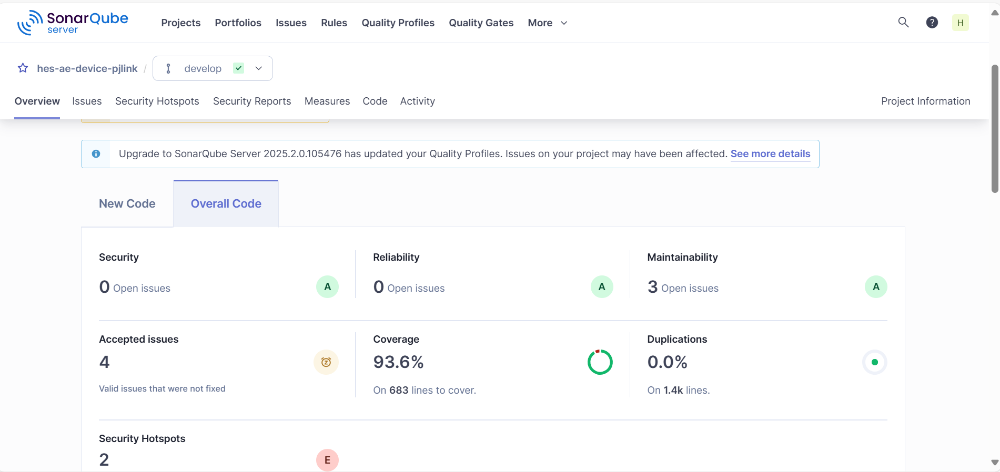 SonarQube server
Projects Portfolios Issues Rules Quality Profiles Quality Gates More ? H
hes-ae-device-pjlink / develop
Overview Issues Security Hotspots Security Reports Measures Code Activity Project Information
Upgrade to SonarQube Server 2025.2.0.105476 has updated your Quality Profiles. Issues on your project may have been affected. See more details
New Code Overall Code
Security
0 Open issues A
Reliability
0 Open issues A
Maintainability
3 Open issues A
Accepted issues
4
Valid issues that were not fixed
Coverage
93.6%
On 683 lines to cover.
Duplications
0.0%
On 1.4k lines.
Security Hotspots
2 E